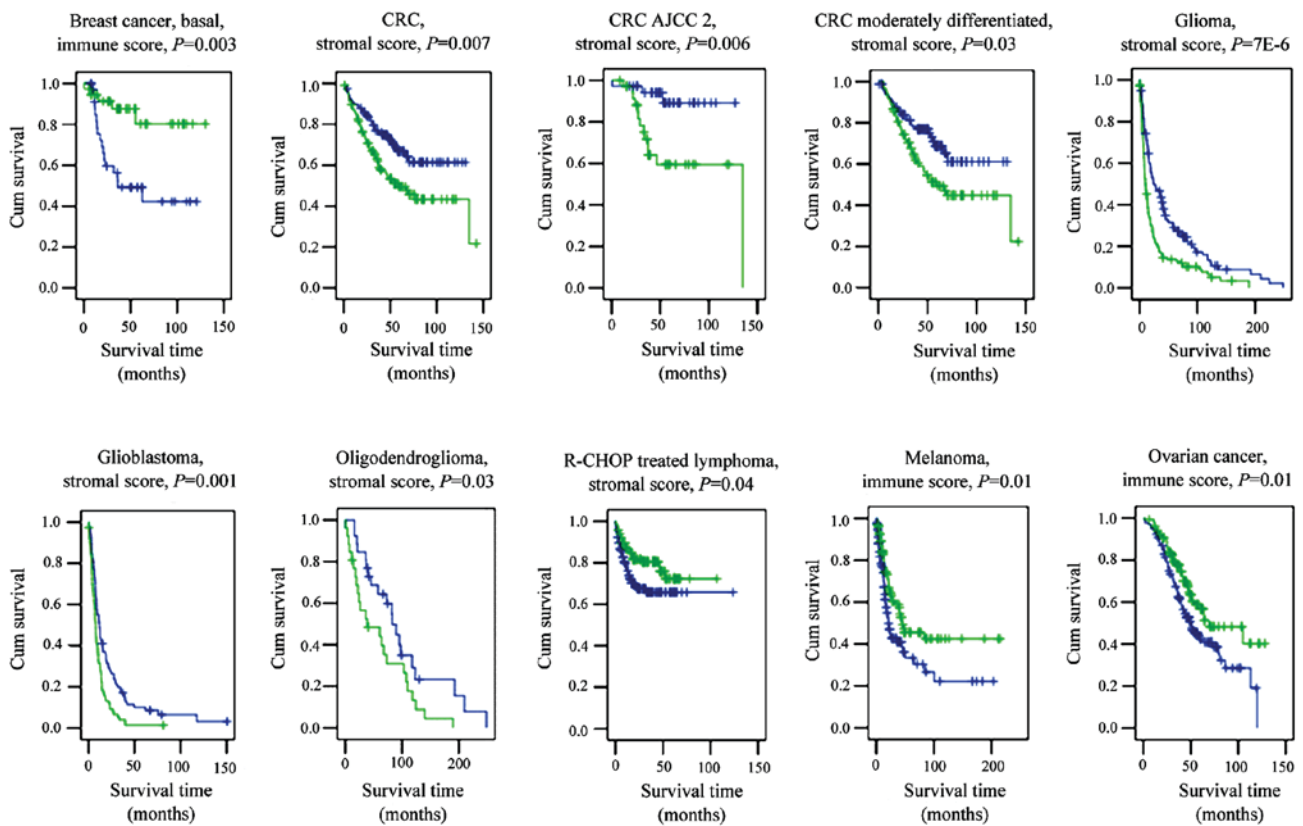 Breast cancer, basal,
immune score, P=0.003
CRC,
stromal score, P=0.007
CRC AJCC 2,
stromal score, P=0.006
CRC moderately differentiated,
stromal score, P=0.03
Glioma,
stromal score, P=7E-6
Cum survival
1.0
0.8
0.6
0.4
0.2
0.0
0 50 100 150
Survival time
(months)
Cum survival
1.0
0.8
0.6
0.4
0.2
0.0
0 50 100 150
Survival time
(months)
Cum survival
1.0
0.8
0.6
0.4
0.2
0.0
0 50 100 150
Survival time
(months)
Cum survival
1.0
0.8
0.6
0.4
0.2
0.0
0 50 100 150
Survival time
(months)
Cum survival
1.0
0.8
0.6
0.4
0.2
0.0
0 100 200
Survival time
(months)
Glioblastoma,
stromal score, P=0.001
Oligodendroglioma,
stromal score, P=0.03
R-CHOP treated lymphoma,
stromal score, P=0.04
Melanoma,
immune score, P=0.01
Ovarian cancer,
immune score, P=0.01
Cum survival
1.0
0.8
0.6
0.4
0.2
0.0
0 50 100 150
Survival time
(months)
Cum survival
1.0
0.8
0.6
0.4
0.2
0.0
0 100 200
Survival time
(months)
Cum survival
1.0
0.8
0.6
0.4
0.2
0.0
0 50 100 150
Survival time
(months)
Cum survival
1.0
0.8
0.6
0.4
0.2
0.0
0 100 200
Survival time
(months)
Cum survival
1.0
0.8
0.6
0.4
0.2
0.0
0 50 100 150
Survival time
(months)